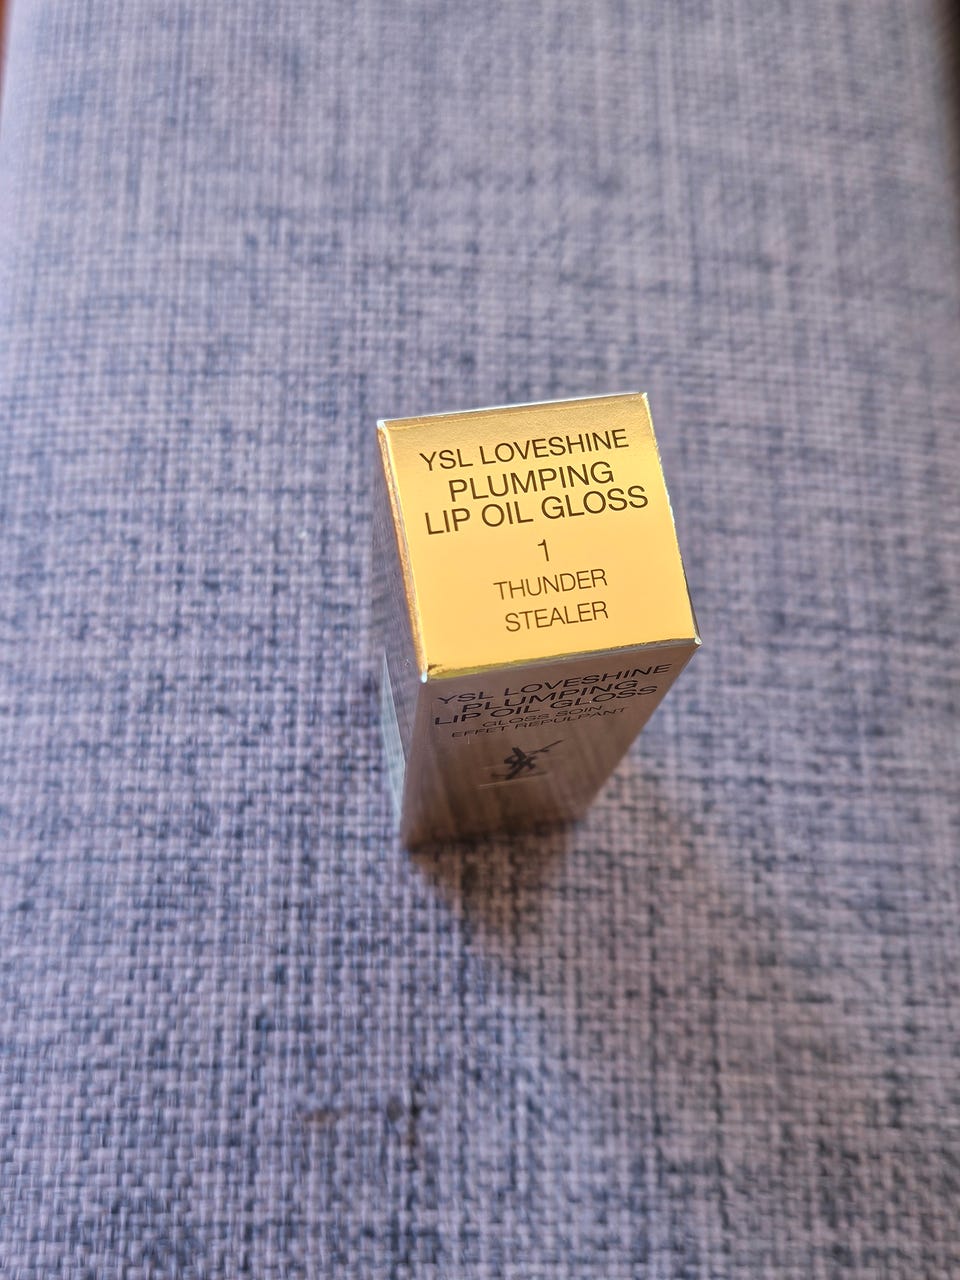 YSL LOVESHINE
PLUMPING
LIP OIL GLOSS
1
THUNDER
STEALER
YSL LOVESHINE
PLUMPING
LIP OIL GLOSS
GLOSS SOIN
EFFET REPULPANT